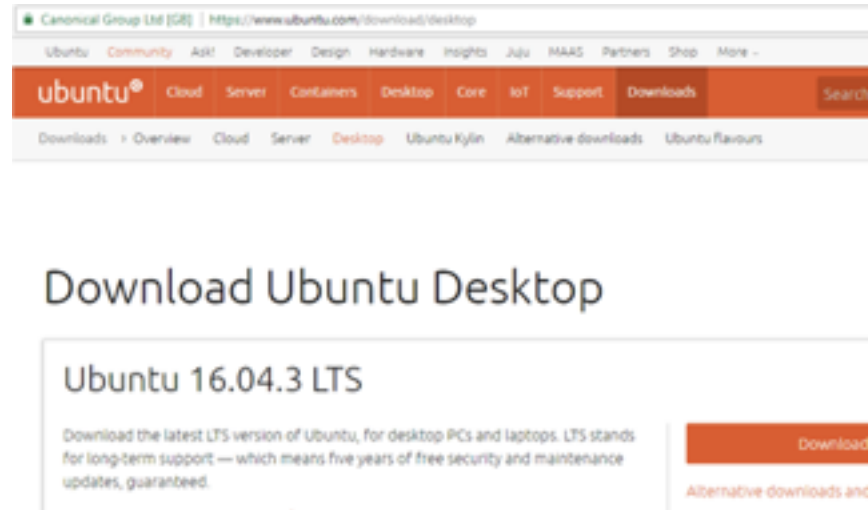 Canonical Group Ltd [GB] | https://www.ubuntu.com/download/desktop
Ubuntu Community Ask! Developer Design Hardware Insights Juju MAAS Partners Shop More
ubuntu® Cloud Server Containers Desktop Core IoT Support Downloads Search
Downloads › Overview Cloud Server Desktop Ubuntu Kylin Alternative downloads Ubuntu flavours
Download Ubuntu Desktop
Ubuntu 16.04.3 LTS
Download the latest LTS version of Ubuntu, for desktop PCs and laptops. LTS stands
for long-term support — which means five years of free security and maintenance
updates, guaranteed.
Download
Alternative downloads and